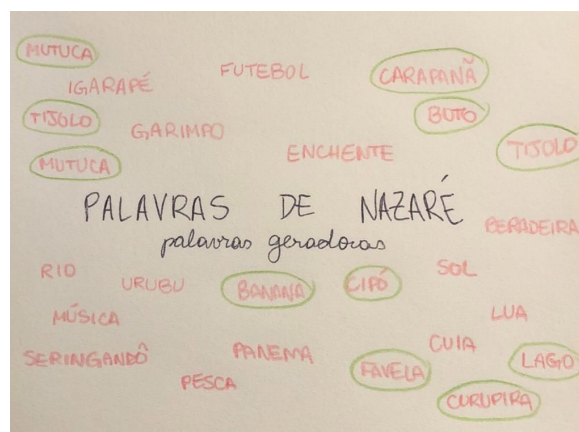 MUTUCA
FUTEBOL
CARAPANÃ
IGARAPÉ
TIJOLO
GARIMPO
BUTO
MUTUCA
ENCHENTE
TIJOLO
PALAVRAS DE NAZARÉ
BERADEIRA
palavras geradoras
RIO
URUBU
BANANA
CIPÓ
SOL
MÚSICA
LUA
SERINGANDÔ
PANEMA
CUIA
PESCA
FAVELA
LAGO
CURUPIRA